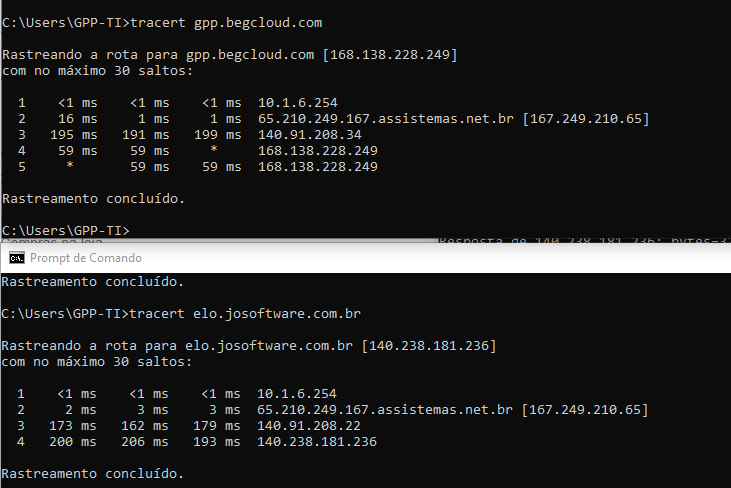 C:\Users\GPP-TI>tracert gpp.begcloud.com
Rastreando a rota para gpp.begcloud.com [168.138.228.249]
com no máximo 30 saltos:
1 <1 ms <1 ms <1 ms 10.1.6.254
2 16 ms 1 ms 1 ms 65.210.249.167.assistemas.net.br [167.249.210.65]
3 195 ms 191 ms 199 ms 140.91.208.34
4 59 ms 59 ms * 168.138.228.249
5 * 59 ms 59 ms 168.138.228.249
Rastreamento concluído.
C:\Users\GPP-TI>
Compras na loja Resposta de 140.238.181.236: bytes=3
Prompt de Comando
Rastreamento concluído.
C:\Users\GPP-TI>tracert elo.josoftware.com.br
Rastreando a rota para elo.josoftware.com.br [140.238.181.236]
com no máximo 30 saltos:
1 <1 ms <1 ms <1 ms 10.1.6.254
2 2 ms 3 ms 3 ms 65.210.249.167.assistemas.net.br [167.249.210.65]
3 173 ms 162 ms 179 ms 140.91.208.22
4 200 ms 206 ms 193 ms 140.238.181.236
Rastreamento concluído.